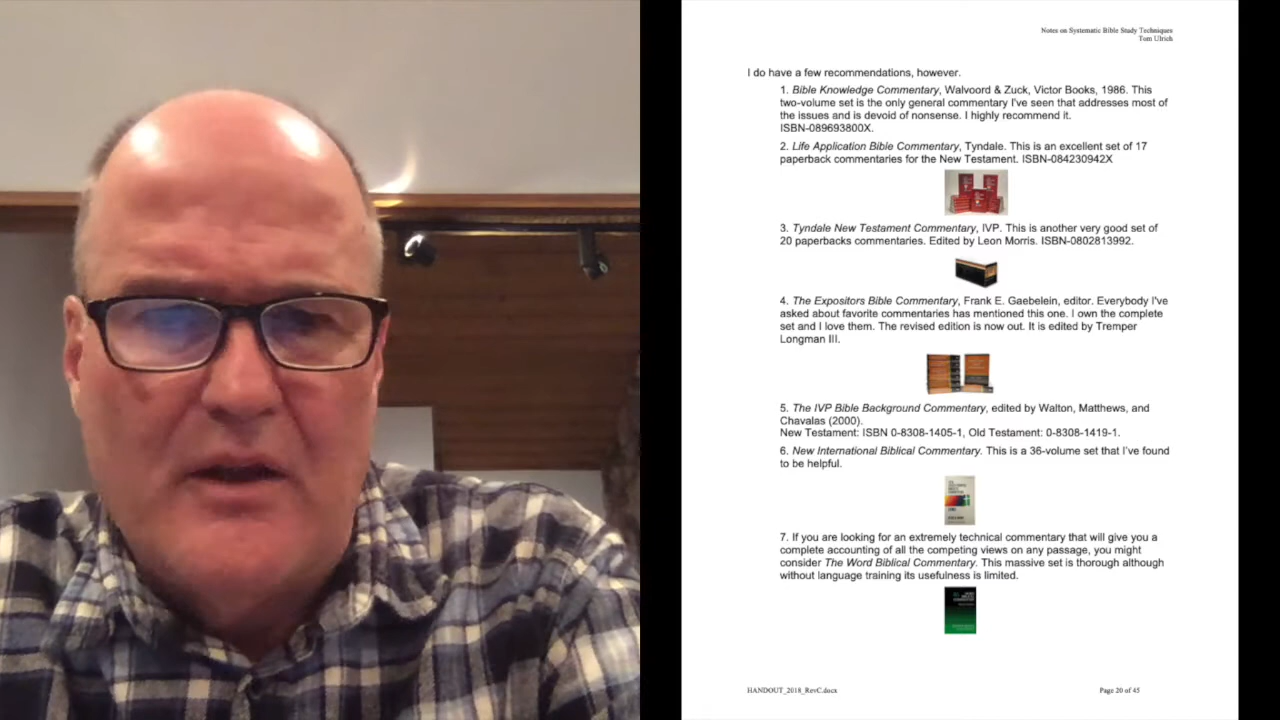 Notes on Systematic Bible Study Techniques
Tom Ulrich
I do have a few recommendations, however.
1. Bible Knowledge Commentary, Walvoord & Zuck, Victor Books, 1986. This
two-volume set is the only general commentary I've seen that addresses most of
the issues and is devoid of nonsense. I highly recommend it.
ISBN-089693800X.
2. Life Application Bible Commentary, Tyndale. This is an excellent set of 17
paperback commentaries for the New Testament. ISBN-084230942X
3. Tyndale New Testament Commentary, IVP. This is another very good set of
20 paperbacks commentaries. Edited by Leon Morris. ISBN-0802813992.
4. The Expositors Bible Commentary, Frank E. Gaebelein, editor. Everybody I've
asked about favorite commentaries has mentioned this one. I own the complete
set and I love them. The revised edition is now out. It is edited by Tremper
Longman III.
5. The IVP Bible Background Commentary, edited by Walton, Matthews, and
Chavalas (2000).
New Testament: ISBN 0-8308-1405-1, Old Testament: 0-8308-1419-1.
6. New International Biblical Commentary. This is a 36-volume set that I've found
to be helpful.
7. If you are looking for an extremely technical commentary that will give you a
complete accounting of all the competing views on any passage, you might
consider The Word Biblical Commentary. This massive set is thorough although
without language training its usefulness is limited.
HANDOUT_2018_RevC.docx
Page 20 of 45